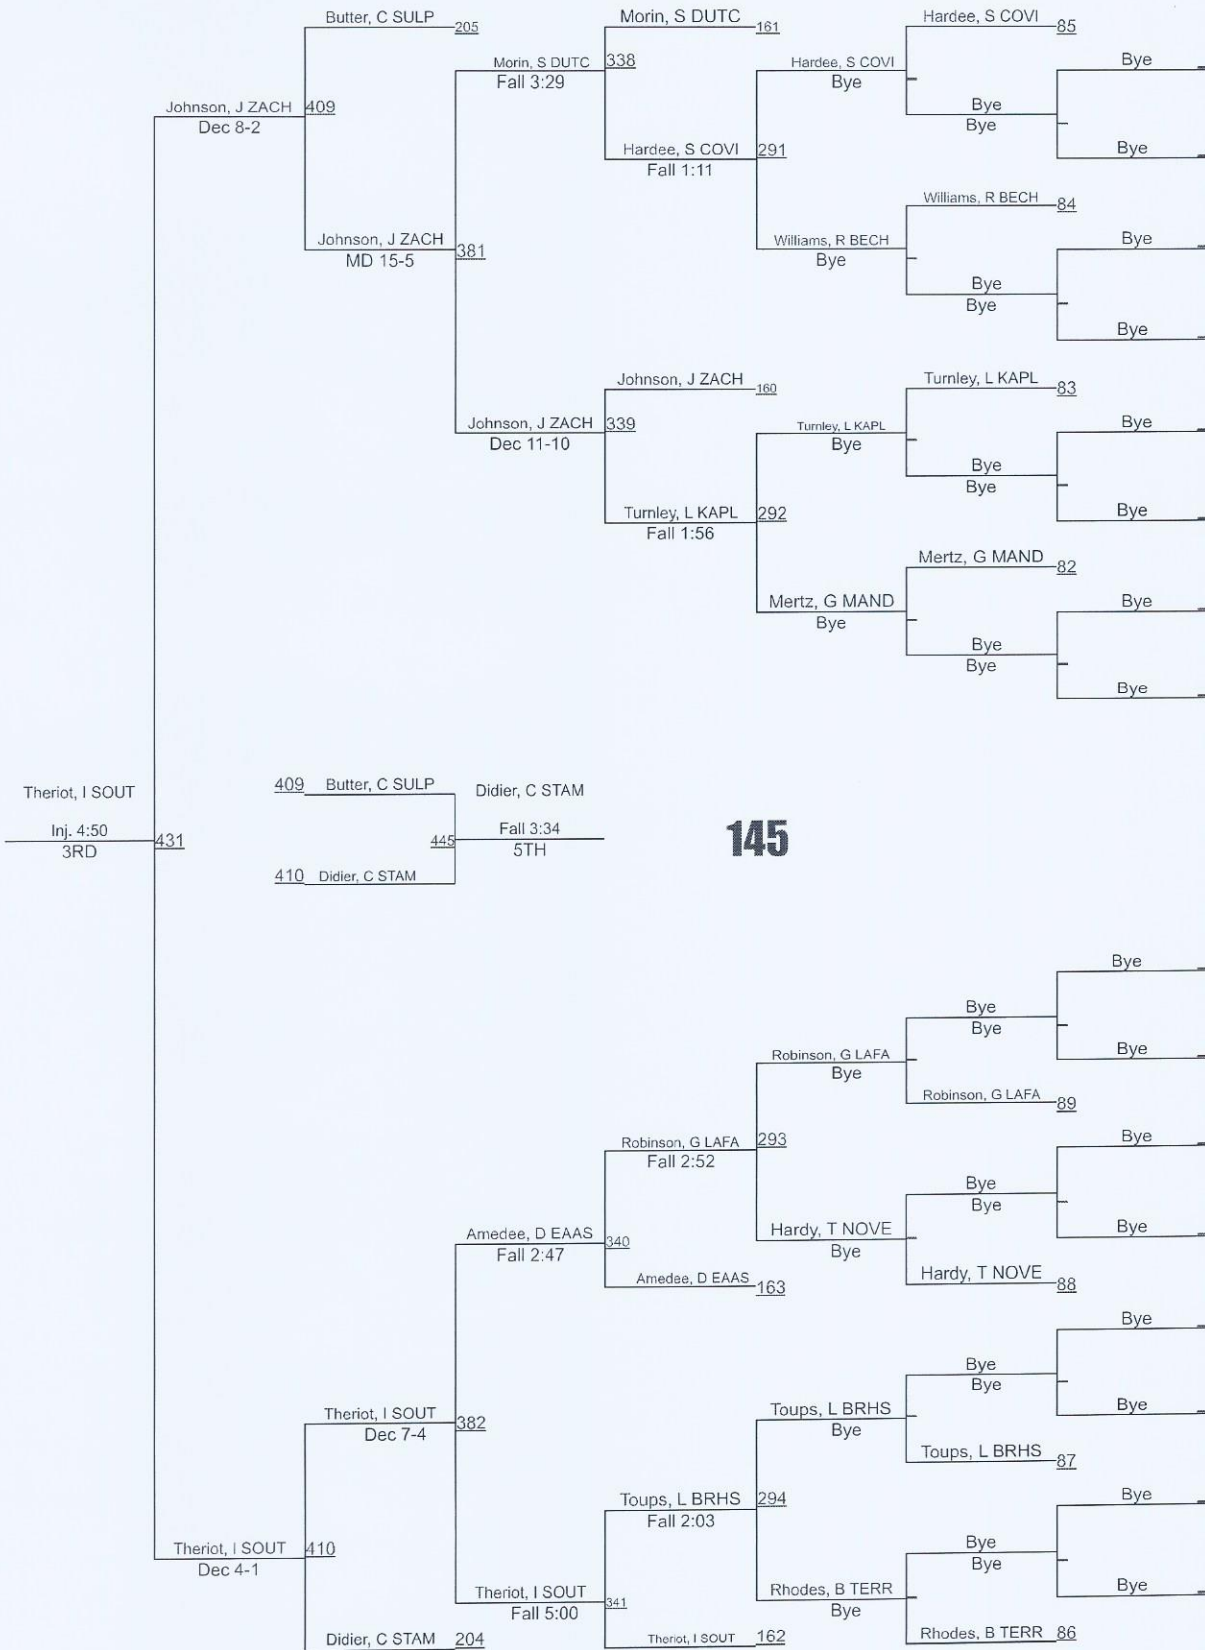 Butter, C SULP
205
Morin, S DUTC
161
Hardee, S COVI
85
Morin, S DUTC
338
Fall 3:29
Hardee, S COVI
Bye
Bye
Johnson, J ZACH
409
Dec 8-2
Bye
Bye
Hardee, S COVI
291
Fall 1:11
Bye
Williams, R BECH
84
Johnson, J ZACH
381
MD 15-5
Williams, R BECH
Bye
Bye
Bye
Bye
Bye
Johnson, J ZACH
160
Turnley, L KAPL
83
Johnson, J ZACH
339
Dec 11-10
Turnley, L KAPL
Bye
Bye
Bye
Bye
Turnley, L KAPL
292
Fall 1:56
Bye
Mertz, G MAND
82
Mertz, G MAND
Bye
Bye
Bye
Bye
Bye
Theriot, I SOUT
409
Butter, C SULP
Didier, C STAM
Inj. 4:50
431
3RD
445
Fall 3:34
5TH
145
410
Didier, C STAM
Bye
Bye
Bye
Robinson, G LAFA
Bye
Bye
Robinson, G LAFA
89
Robinson, G LAFA
293
Fall 2:52
Bye
Bye
Bye
Amedee, D EAAS
340
Fall 2:47
Hardy, T NOVE
Bye
Bye
Amedee, D EAAS
163
Hardy, T NOVE
88
Bye
Bye
Bye
Theriot, I SOUT
382
Dec 7-4
Toups, L BRHS
Bye
Bye
Toups, L BRHS
87
Toups, L BRHS
294
Fall 2:03
Bye
Theriot, I SOUT
410
Dec 4-1
Bye
Bye
Theriot, I SOUT
341
Fall 5:00
Rhodes, B TERR
Bye
Bye
Didier, C STAM
204
Theriot, I SOUT
162
Rhodes, B TERR
86